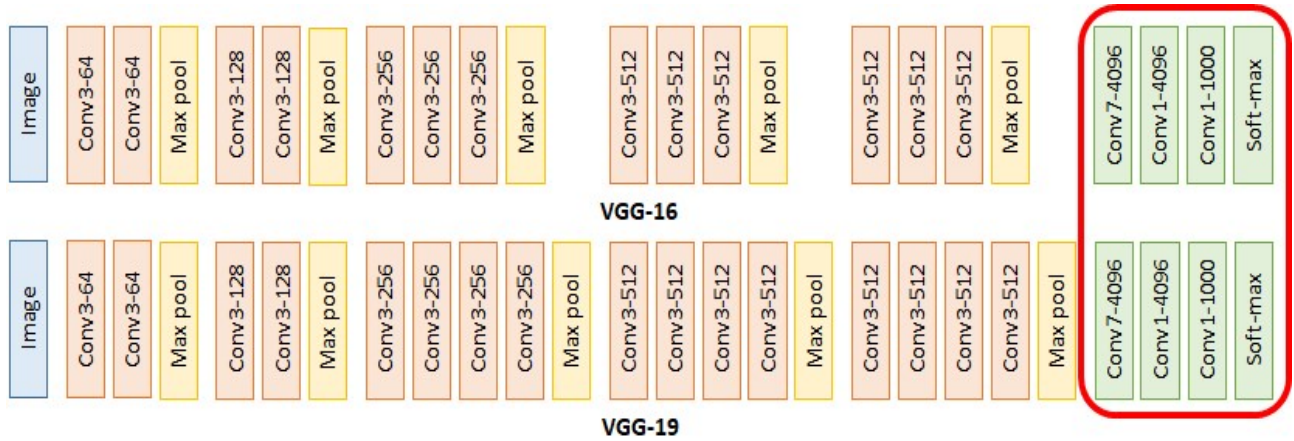 Image
Conv3-64
Conv3-64
Max pool
Conv3-128
Conv3-128
Max pool
Conv3-256
Conv3-256
Conv3-256
Max pool
Conv3-512
Conv3-512
Conv3-512
Max pool
Conv3-512
Conv3-512
Conv3-512
Max pool
Conv7-4096
Conv1-4096
Conv1-1000
Soft-max
VGG-16
Image
Conv3-64
Conv3-64
Max pool
Conv3-128
Conv3-128
Max pool
Conv3-256
Conv3-256
Conv3-256
Conv3-256
Max pool
Conv3-512
Conv3-512
Conv3-512
Conv3-512
Max pool
Conv3-512
Conv3-512
Conv3-512
Conv3-512
Max pool
Conv7-4096
Conv1-4096
Conv1-1000
Soft-max
VGG-19